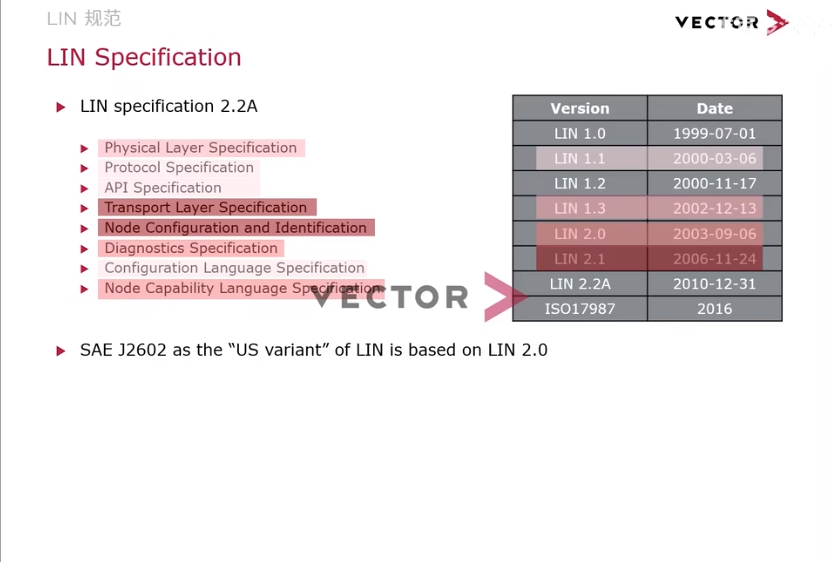 LIN 规范
VECTOR
LIN Specification
LIN specification 2.2A
Physical Layer Specification
Protocol Specification
API Specification
Transport Layer Specification
Node Configuration and Identification
Diagnostics Specification
Configuration Language Specification
Node Capability Language Specification
VECTOR
Version Date
LIN 1.0 1999-07-01
LIN 1.1 2000-03-06
LIN 1.2 2000-11-17
LIN 1.3 2002-12-13
LIN 2.0 2003-09-06
LIN 2.1 2006-11-24
LIN 2.2A 2010-12-31
ISO17987 2016
SAE J2602 as the “US variant” of LIN is based on LIN 2.0